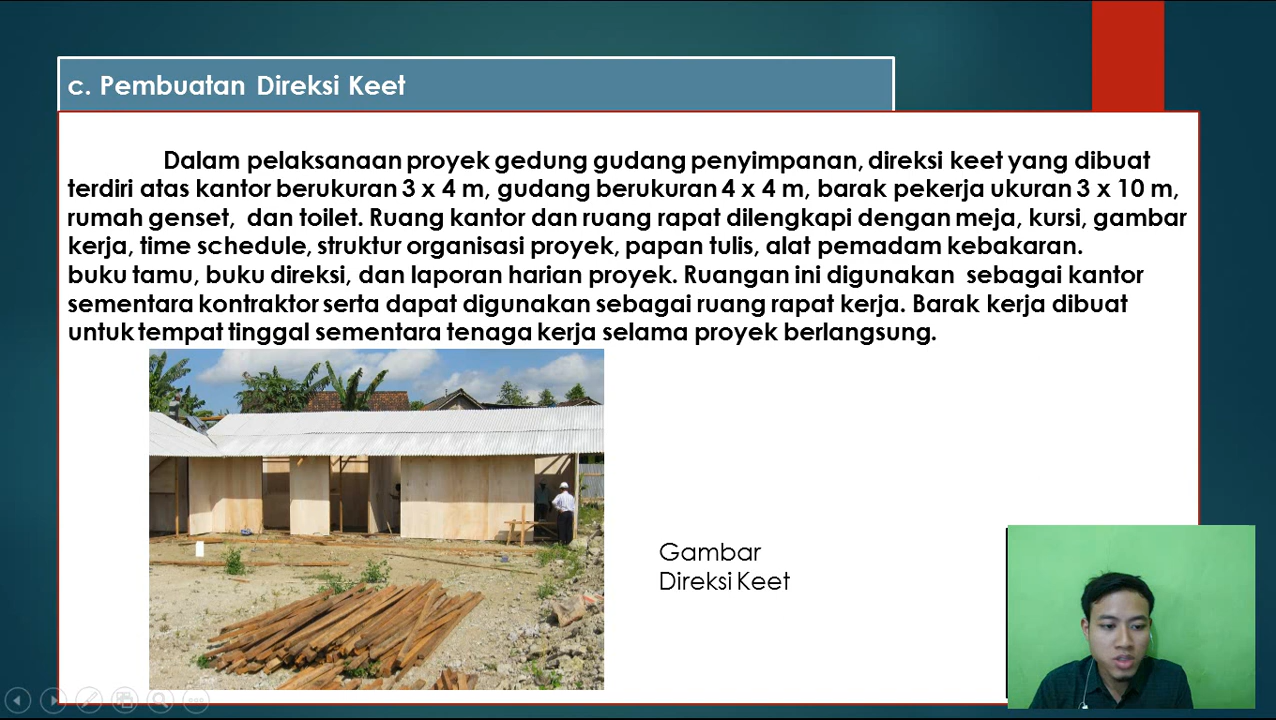 c. Pembuatan Direksi Keet
Dalam pelaksanaan proyek gedung gudang penyimpanan, direksi keet yang dibuat
terdiri atas kantor berukuran 3 x 4 m, gudang berukuran 4 x 4 m, barak pekerja ukuran 3 x 10 m,
rumah genset, dan toilet. Ruang kantor dan ruang rapat dilengkapi dengan meja, kursi, gambar
kerja, time schedule, struktur organisasi proyek, papan tulis, alat pemadam kebakaran.
buku tamu, buku direksi, dan laporan harian proyek. Ruangan ini digunakan sebagai kantor
sementara kontraktor serta dapat digunakan sebagai ruang rapat kerja. Barak kerja dibuat
untuk tempat tinggal sementara tenaga kerja selama proyek berlangsung.
Gambar
Direksi Keet